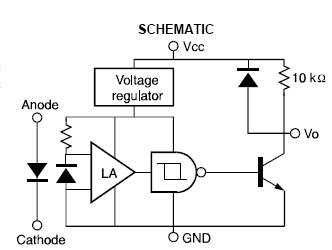 SCHEMATIC
Vcc
Voltage
regulator
10 kΩ
Anode
Vo
LA
Cathode
GND